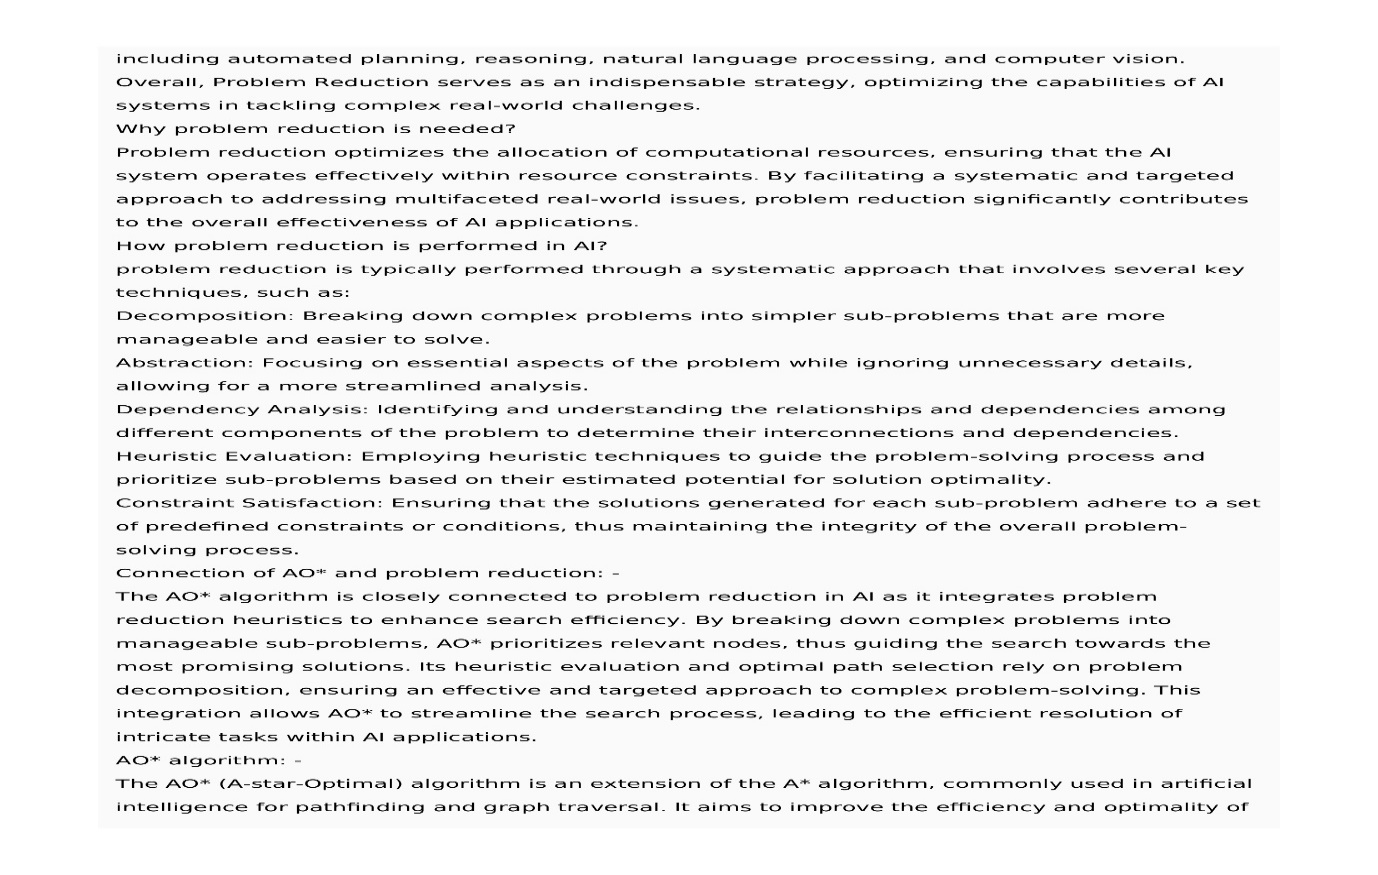 including automated planning, reasoning, natural language processing, and computer vision.
Overall, Problem Reduction serves as an indispensable strategy, optimizing the capabilities of AI
systems in tackling complex real-world challenges.
Why problem reduction is needed?
Problem reduction optimizes the allocation of computational resources, ensuring that the AI
system operates effectively within resource constraints. By facilitating a systematic and targeted
approach to addressing multifaceted real-world issues, problem reduction significantly contributes
to the overall effectiveness of AI applications.
How problem reduction is performed in AI?
problem reduction is typically performed through a systematic approach that involves several key
techniques, such as:
Decomposition: Breaking down complex problems into simpler sub-problems that are more
manageable and easier to solve.
Abstraction: Focusing on essential aspects of the problem while ignoring unnecessary details,
allowing for a more streamlined analysis.
Dependency Analysis: Identifying and understanding the relationships and dependencies among
different components of the problem to determine their interconnections and dependencies.
Heuristic Evaluation: Employing heuristic techniques to guide the problem-solving process and
prioritize sub-problems based on their estimated potential for solution optimality.
Constraint Satisfaction: Ensuring that the solutions generated for each sub-problem adhere to a set
of predefined constraints or conditions, thus maintaining the integrity of the overall problem-
solving process.
Connection of AO* and problem reduction: -
The AO* algorithm is closely connected to problem reduction in AI as it integrates problem
reduction heuristics to enhance search efficiency. By breaking down complex problems into
manageable sub-problems, AO* prioritizes relevant nodes, thus guiding the search towards the
most promising solutions. Its heuristic evaluation and optimal path selection rely on problem
decomposition, ensuring an effective and targeted approach to complex problem-solving. This
integration allows AO* to streamline the search process, leading to the efficient resolution of
intricate tasks within AI applications.
AO* algorithm: -
The AO* (A-star-Optimal) algorithm is an extension of the A* algorithm, commonly used in artificial
intelligence for pathfinding and graph traversal. It aims to improve the efficiency and optimality of